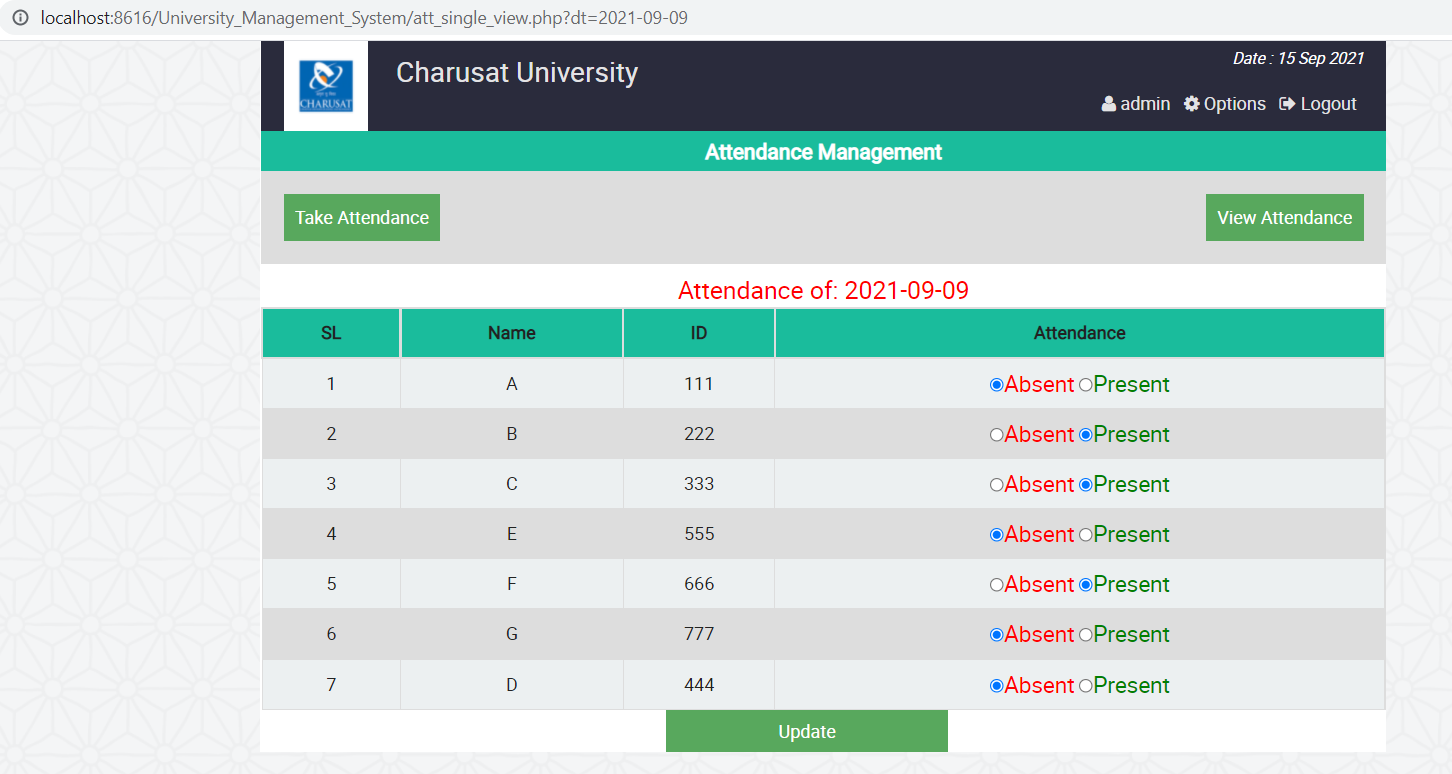 localhost:8616/University_Management_System/att_single_view.php?dt=2021-09-09
CHARUSAT
Charusat University
Date : 15 Sep 2021
admin Options Logout
Attendance Management
Take Attendance View Attendance
Attendance of: 2021-09-09
SL Name ID Attendance
1 A 111 Absent Present
2 B 222 Absent Present
3 C 333 Absent Present
4 E 555 Absent Present
5 F 666 Absent Present
6 G 777 Absent Present
7 D 444 Absent Present
Update